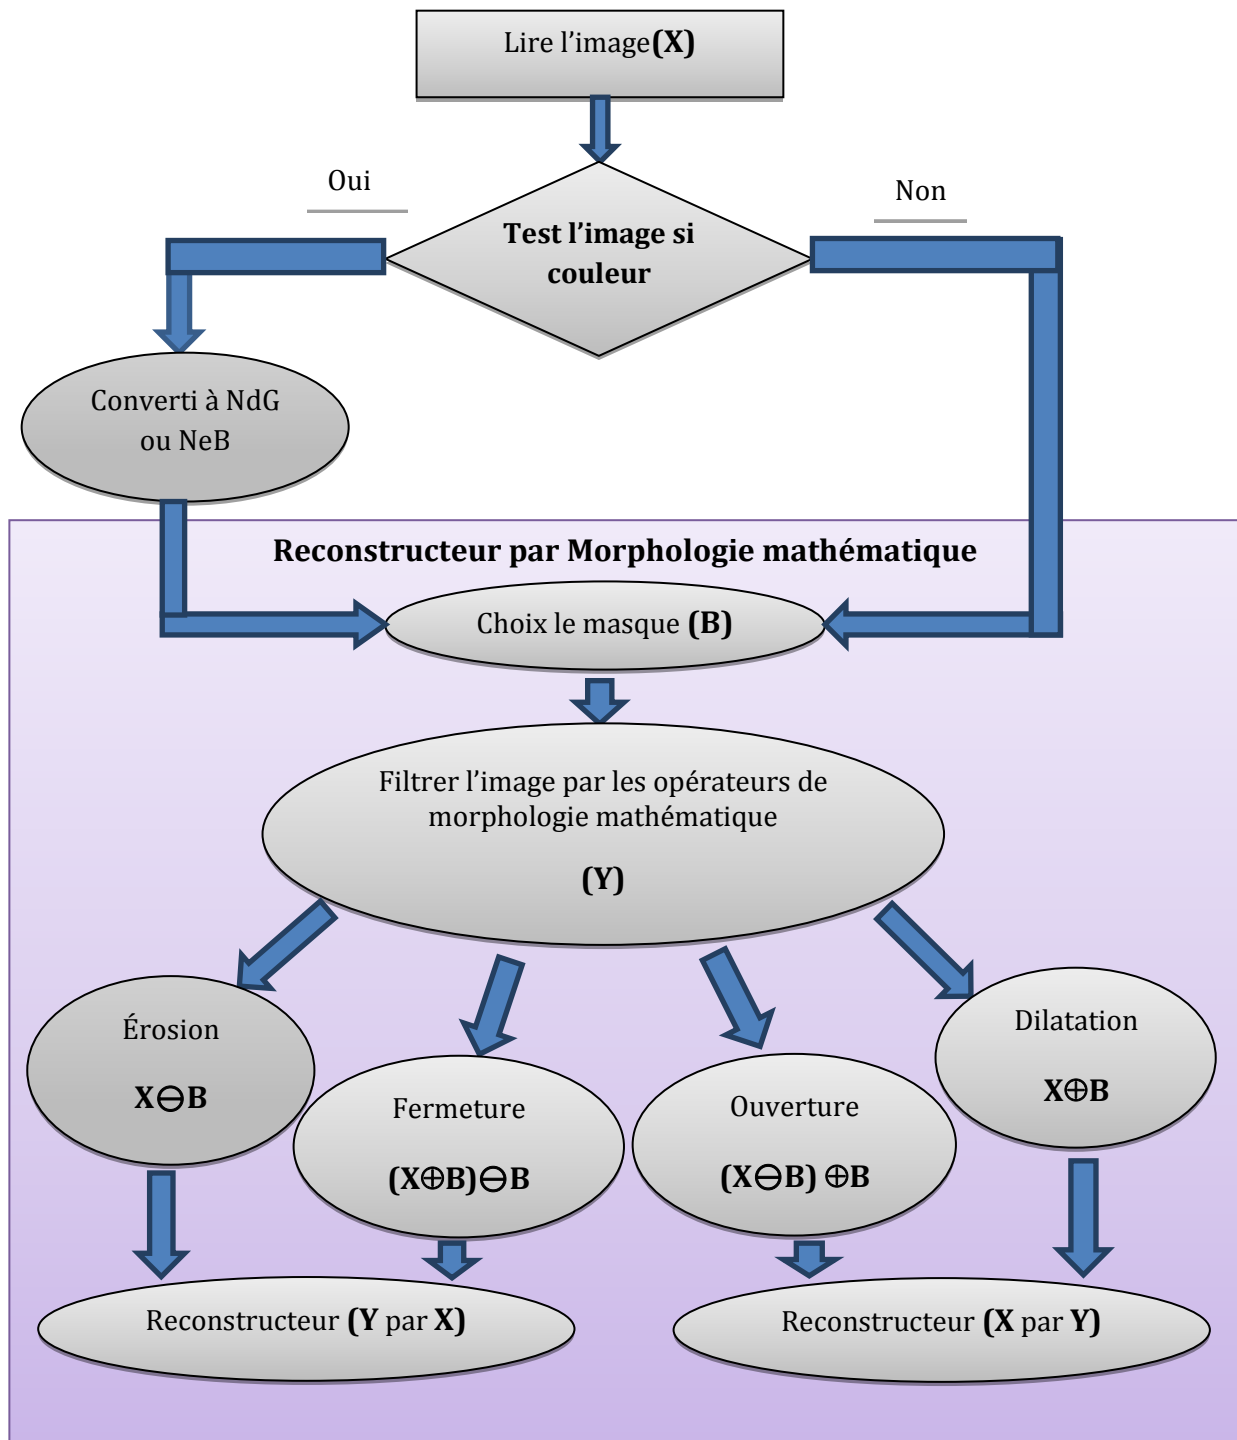 Lire l’image(X)
Oui
Non
Test l’image si
couleur
Converti à NdG
ou NeB
Reconstructeur par Morphologie mathématique
Choix le masque (B)
Filtrer l’image par les opérateurs de
morphologie mathématique
(Y)
Érosion
X⊖B
Fermeture
(X⊕B)⊖B
Ouverture
(X⊖B) ⊕B
Dilatation
X⊕B
Reconstructeur (Y par X)
Reconstructeur (X par Y)